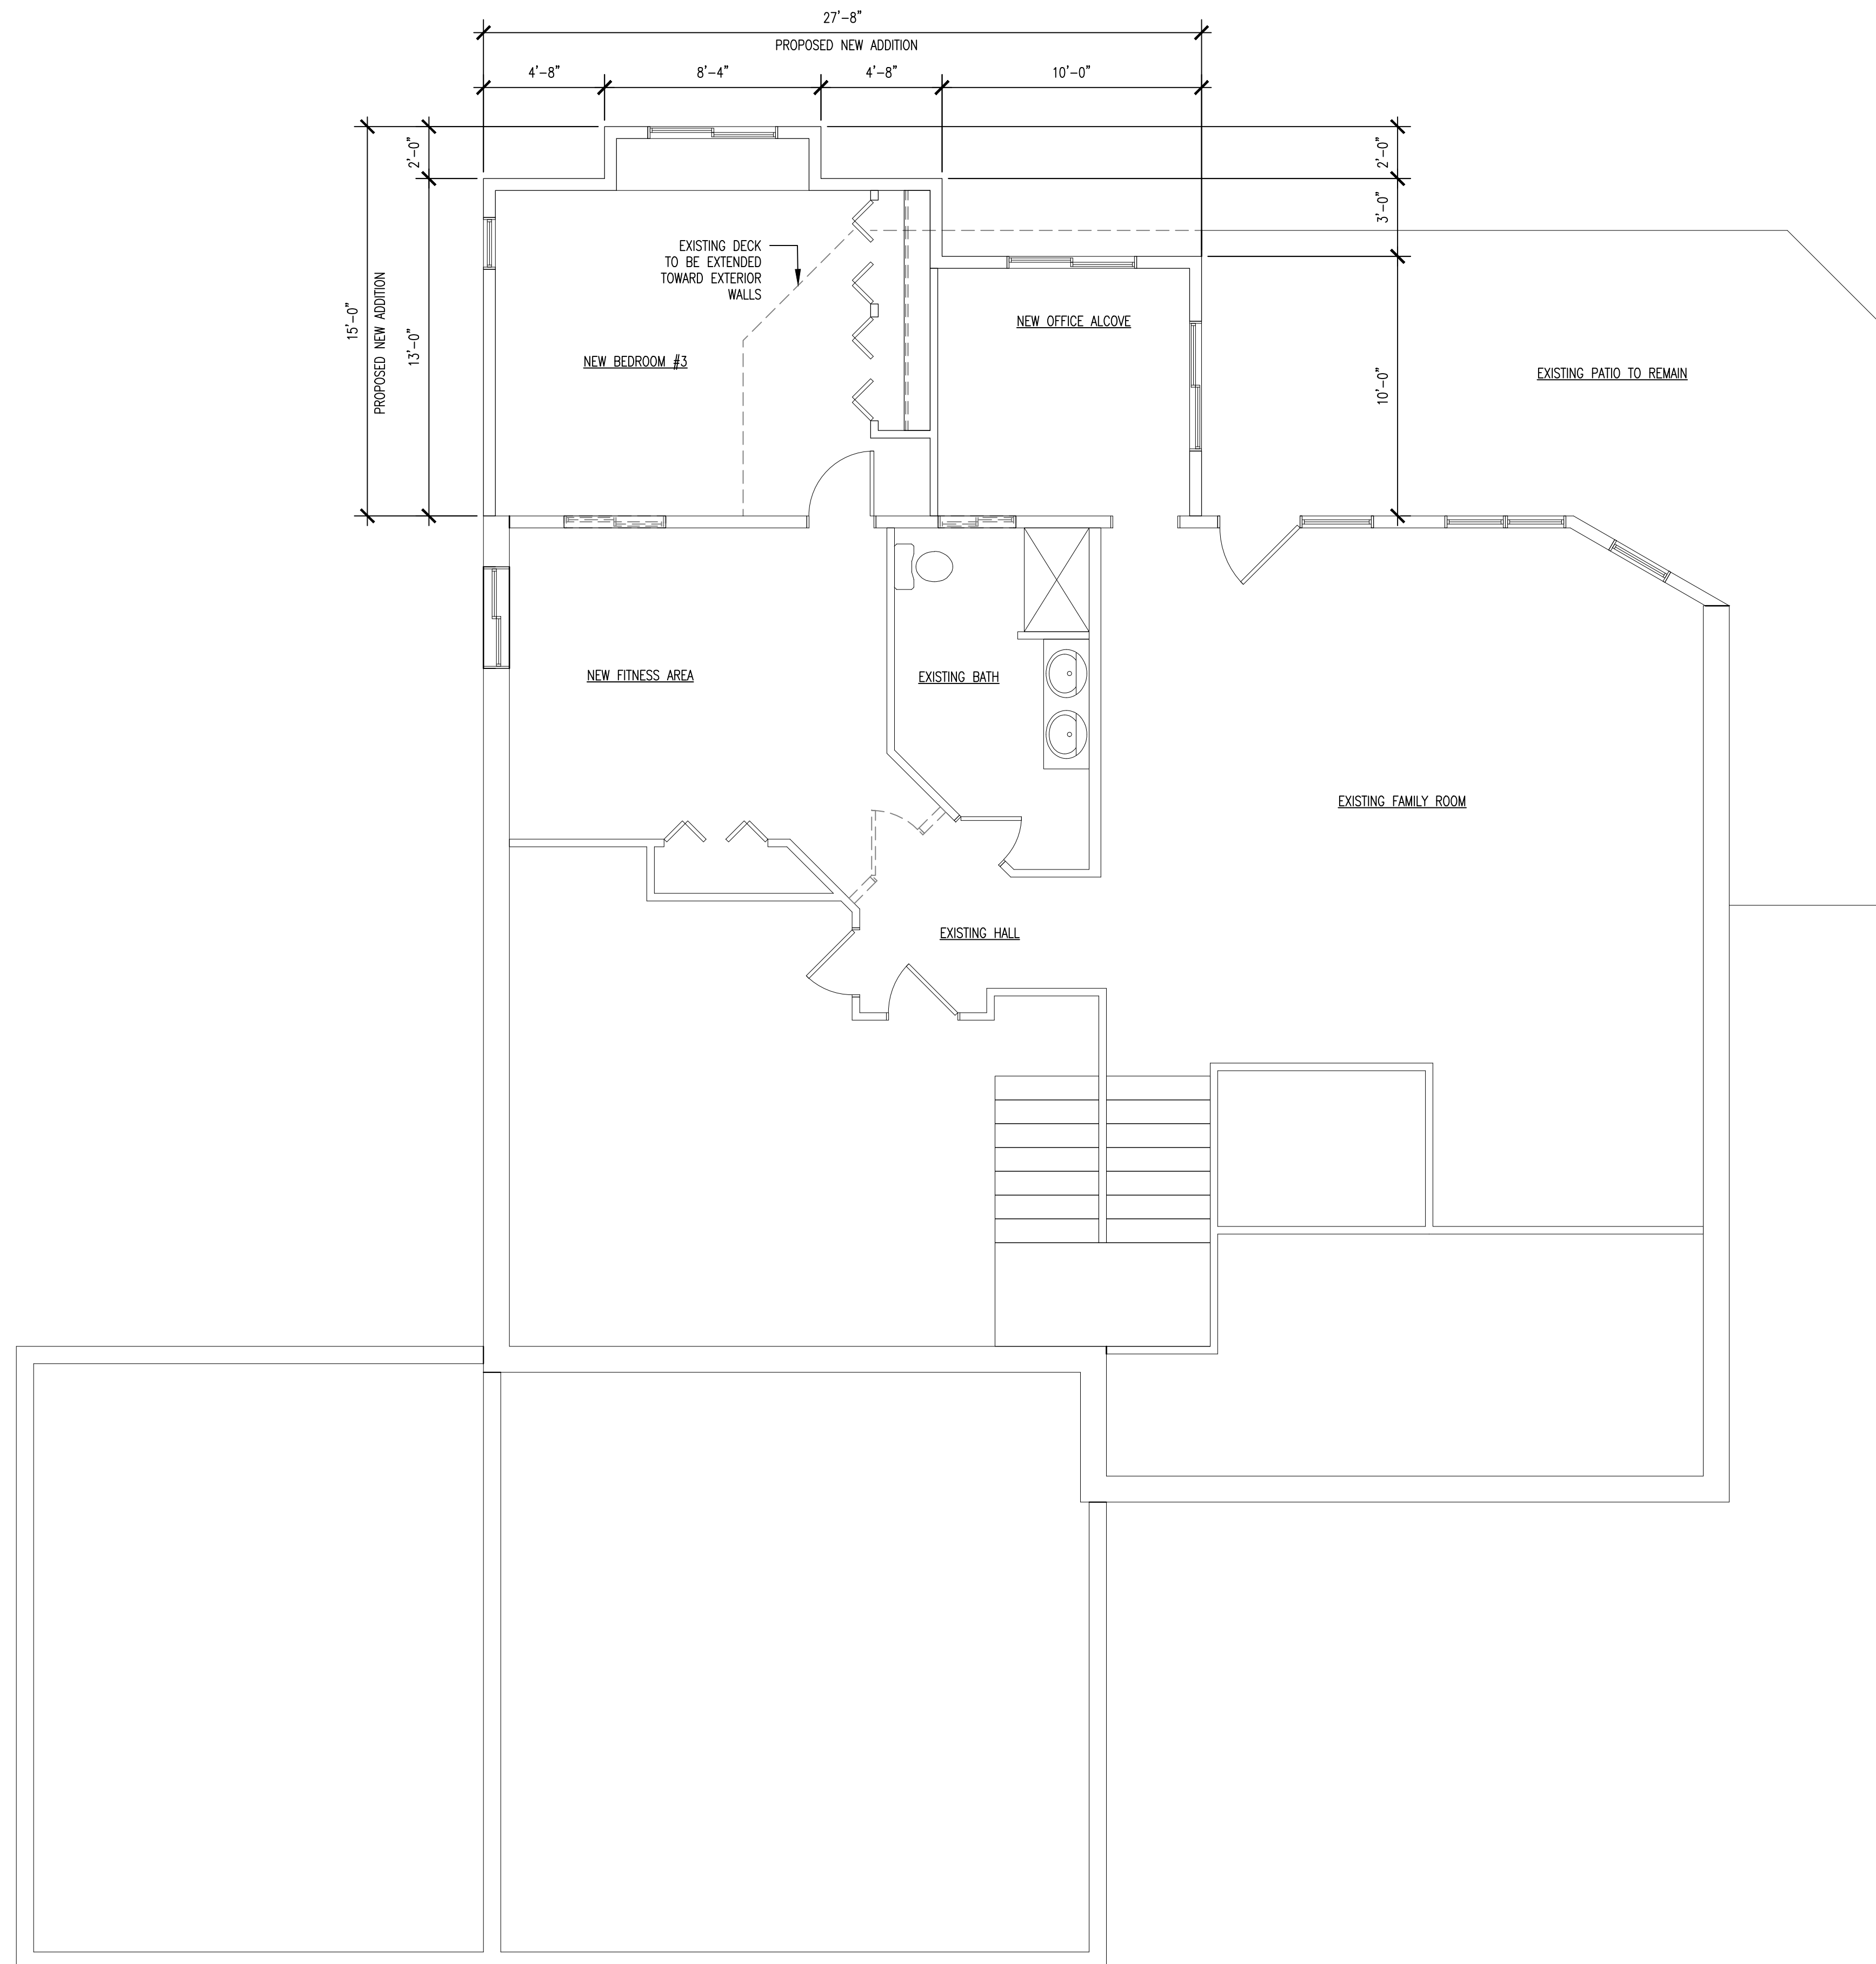 27'-8"
PROPOSED NEW ADDITION
4'-8"
8'-4"
4'-8"
10'-0"
2'-0"
2'-0"
3'-0"
15'-0"
PROPOSED NEW ADDITION
13'-0"
10'-0"
EXISTING DECK
TO BE EXTENDED
TOWARD EXTERIOR
WALLS
NEW OFFICE ALCOVE
NEW BEDROOM #3
EXISTING PATIO TO REMAIN
NEW FITNESS AREA
EXISTING BATH
EXISTING FAMILY ROOM
EXISTING HALL